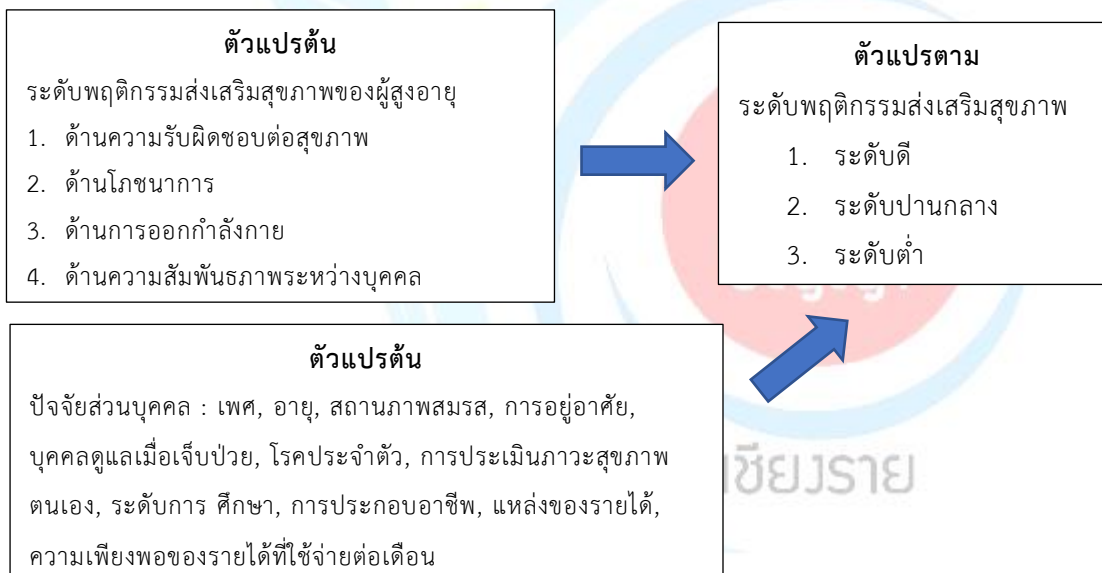 ตัวแปรต้น
ระดับพฤติกรรมส่งเสริมสุขภาพของผู้สูงอายุ
1. ด้านความรับผิดชอบต่อสุขภาพ
2. ด้านโภชนาการ
3. ด้านการออกกำลังกาย
4. ด้านความสัมพันธภาพระหว่างบุคคล
ตัวแปรตาม
ระดับพฤติกรรมส่งเสริมสุขภาพ
1. ระดับดี
2. ระดับปานกลาง
3. ระดับต่ำ
ตัวแปรต้น
ปัจจัยส่วนบุคคล : เพศ, อายุ, สถานภาพสมรส, การอยู่อาศัย,
บุคคลดูแลเมื่อเจ็บป่วย, โรคประจำตัว, การประเมินภาวะสุขภาพ
ตนเอง, ระดับการ ศึกษา, การประกอบอาชีพ, แหล่งของรายได้,
ความเพียงพอของรายได้ที่ใช้จ่ายต่อเดือน
เชียงราย